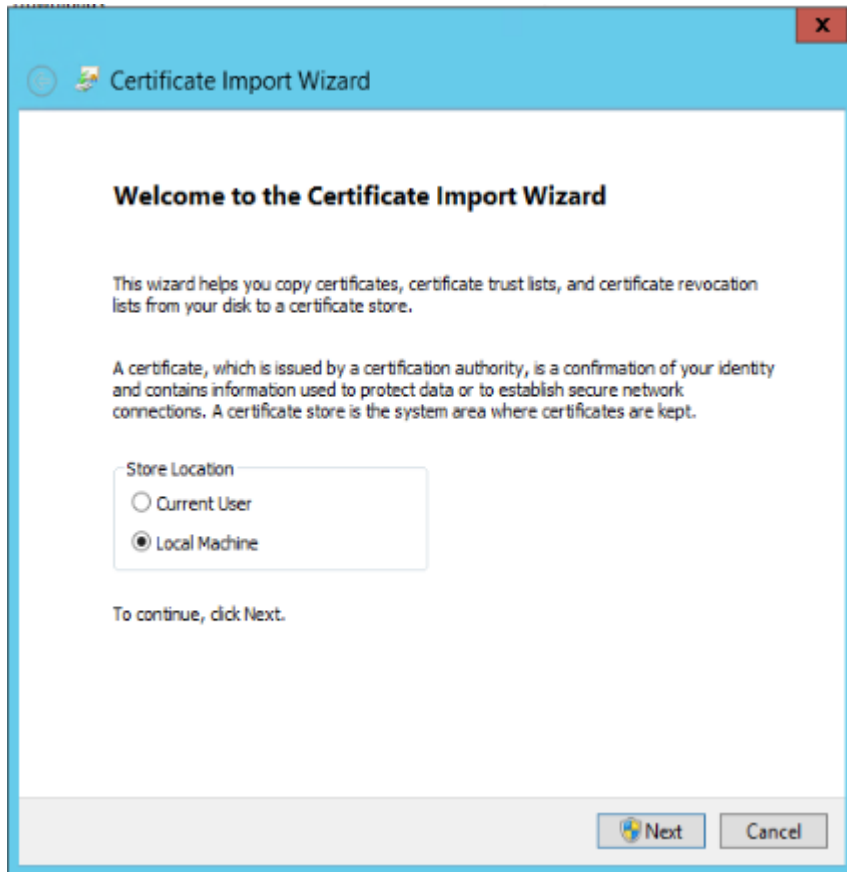 Certificate Import Wizard
Welcome to the Certificate Import Wizard
This wizard helps you copy certificates, certificate trust lists, and certificate revocation
lists from your disk to a certificate store.
A certificate, which is issued by a certification authority, is a confirmation of your identity
and contains information used to protect data or to establish secure network
connections. A certificate store is the system area where certificates are kept.
Store Location
Current User
Local Machine
To continue, click Next.
Next
Cancel